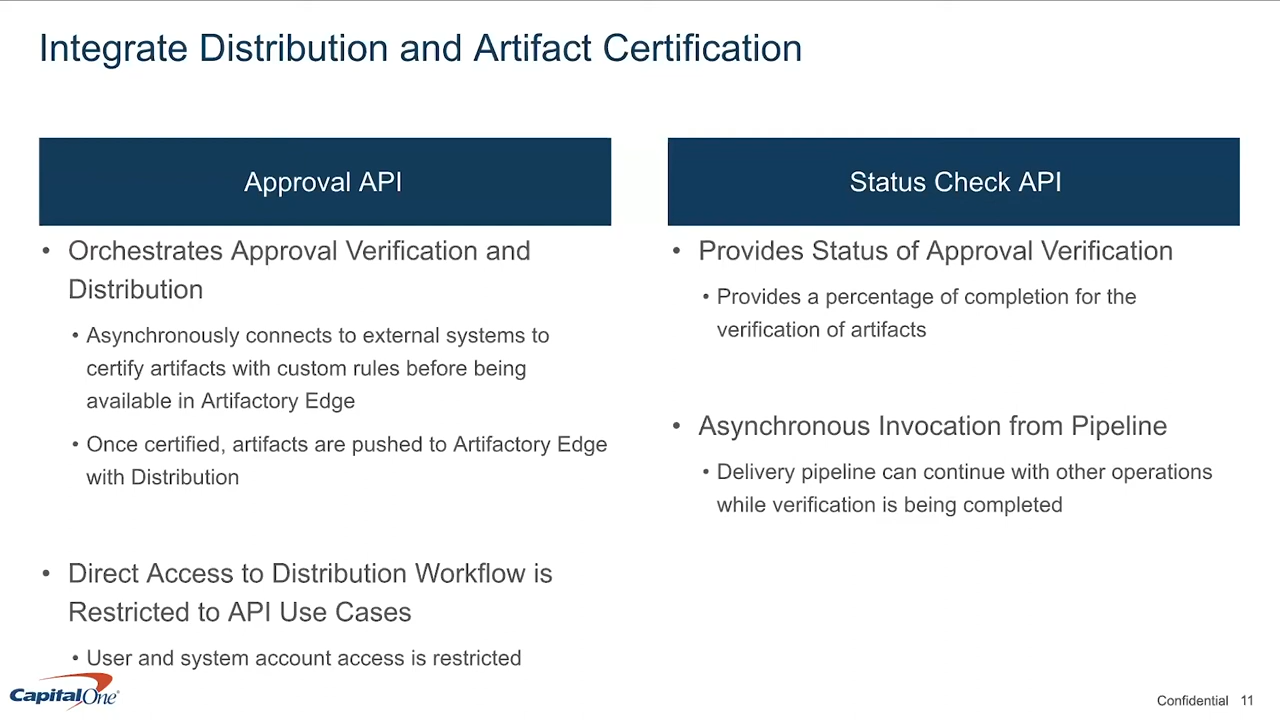 Integrate Distribution and Artifact Certification
Approval API
• Orchestrates Approval Verification and
Distribution
• Asynchronously connects to external systems to
certify artifacts with custom rules before being
available in Artifactory Edge
• Once certified, artifacts are pushed to Artifactory Edge
with Distribution
• Direct Access to Distribution Workflow is
Restricted to API Use Cases
• User and system account access is restricted
Status Check API
• Provides Status of Approval Verification
• Provides a percentage of completion for the
verification of artifacts
• Asynchronous Invocation from Pipeline
• Delivery pipeline can continue with other operations
while verification is being completed
CapitalOne®
Confidential 11